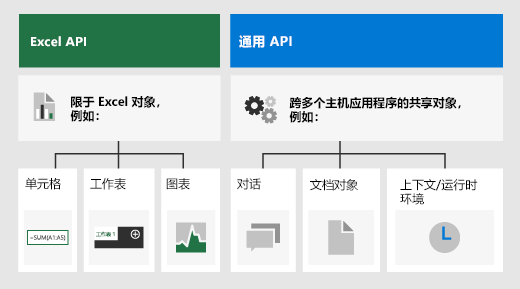 Excel API
通用 API
限于 Excel 对象，
例如：
跨多个主机应用程序的共享对象，
例如：
单元格
工作表
图表
对话
文档对象
上下文/运行时
环境
=SUM(A1:A5)
工作表 1